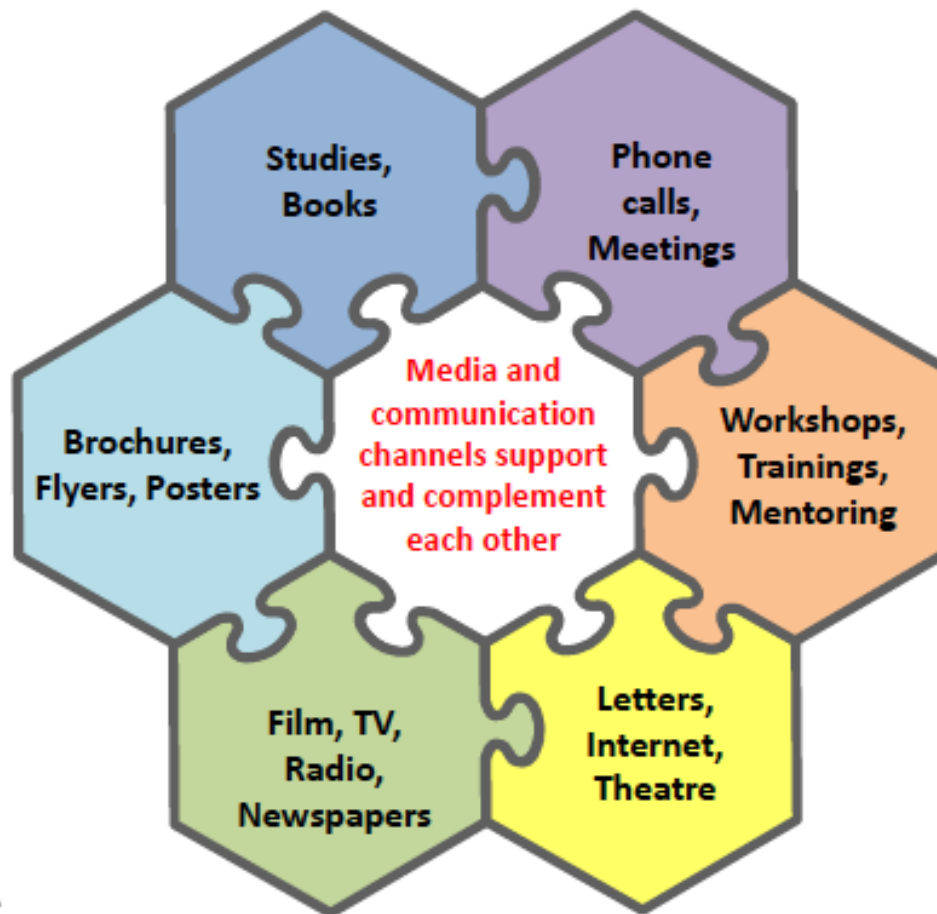 Studies,
Books
Phone
calls,
Meetings
Media and
communication
channels support
and complement
each other
Brochures,
Flyers, Posters
Workshops,
Trainings,
Mentoring
Film, TV,
Radio,
Newspapers
Letters,
Internet,
Theatre